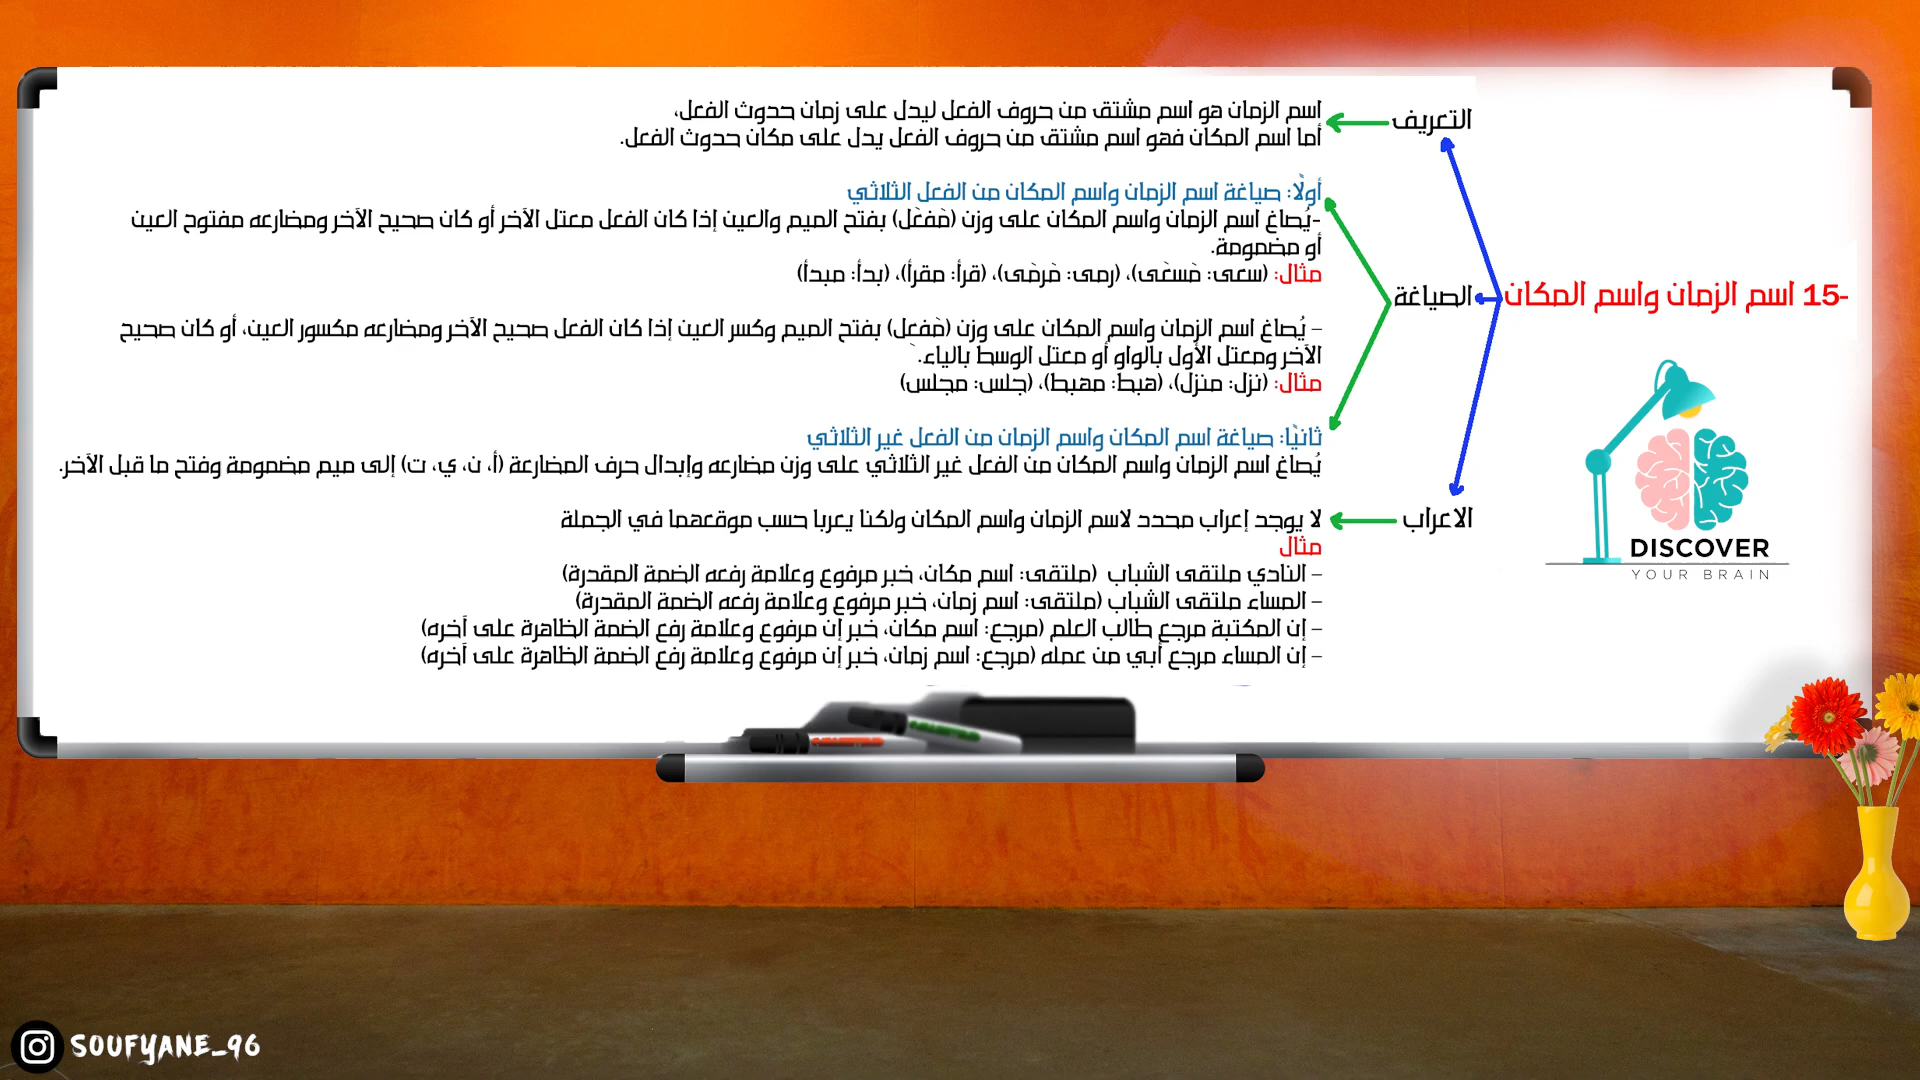 15- اسم الزمان واسم المكان
التعريف
اسم الزمان هو اسم مشتق من حروف الفعل ليدل على زمان حدوث الفعل،
أما اسم المكان فهو اسم مشتق من حروف الفعل يدل على مكان حدوث الفعل.
الصياغة
أولًا: صياغة اسم الزمان واسم المكان من الفعل الثلاثي
-يُصاغ اسم الزمان واسم المكان على وزن (مَفعَل) بفتح الميم والعين إذا كان الفعل معتل الآخر أو كان صحيح الآخر ومضارعه مفتوح العين
أو مضمومة.
مثال: (سعى: مَسعَى)، (رمى: مَرمَى)، (قرأ: مقرأ)، (بدأ: مبدأ)
– يُصاغ اسم الزمان واسم المكان على وزن (مَفعل) بفتح الميم وكسر العين إذا كان الفعل صحيح الآخر ومضارعه مكسور العين، أو كان صحيح
الآخر ومعتل الأول بالواو أو معتل الوسط بالياء.
مثال: (نزل: منزل)، (هبط: مهبط)، (جلس: مجلس)
ثانيًا: صياغة اسم المكان واسم الزمان من الفعل غير الثلاثي
يُصاغ اسم الزمان واسم المكان من الفعل غير الثلاثي على وزن مضارعه وإبدال حرف المضارعة (أ، ن، ي، ت) إلى ميم مضمومة وفتح ما قبل الآخر.
الاعراب
لا يوجد إعراب محدد لاسم الزمان واسم المكان ولكنا يعربا حسب موقعهما في الجملة
مثال
– النادي ملتقى الشباب (ملتقى: اسم مكان، خبر مرفوع وعلامة رفعه الضمة المقدرة)
– المساء ملتقى الشباب (ملتقى: اسم زمان، خبر مرفوع وعلامة رفعه الضمة المقدرة)
– إن المكتبة مرجع طالب العلم (مرجع: اسم مكان، خبر إن مرفوع وعلامة رفع الضمة الظاهرة على آخره)
– إن المساء مرجع أبي من عمله (مرجع: اسم زمان، خبر إن مرفوع وعلامة رفع الضمة الظاهرة على آخره)
DISCOVER
YOUR BRAIN
SOUFYANE_96